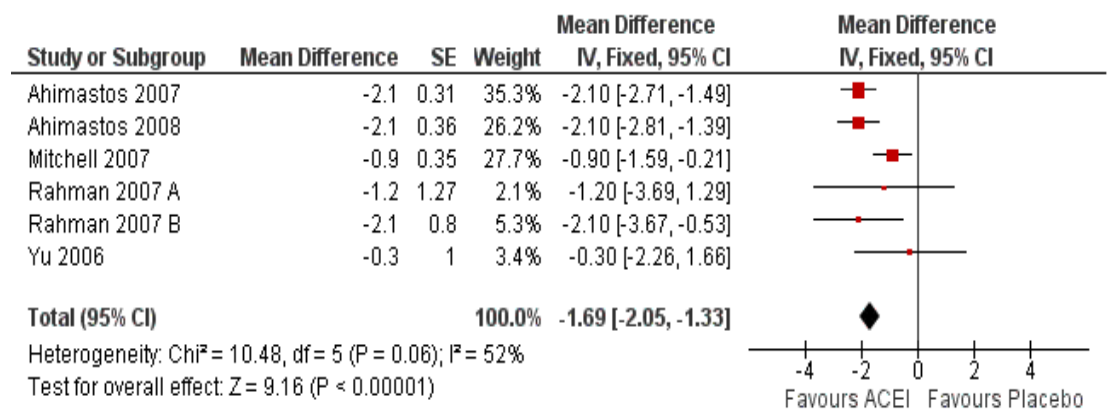 Mean Difference Mean Difference
Study or Subgroup Mean Difference SE Weight IV, Fixed, 95% CI IV, Fixed, 95% CI
Ahimastos 2007 -2.1 0.31 35.3% -2.10 [-2.71, -1.49]
Ahimastos 2008 -2.1 0.36 26.2% -2.10 [-2.81, -1.39]
Mitchell 2007 -0.9 0.35 27.7% -0.90 [-1.59, -0.21]
Rahman 2007 A -1.2 1.27 2.1% -1.20 [-3.69, 1.29]
Rahman 2007 B -2.1 0.8 5.3% -2.10 [-3.67, -0.53]
Yu 2006 -0.3 1 3.4% -0.30 [-2.26, 1.66]
Total (95% CI) 100.0% -1.69 [-2.05, -1.33]
Heterogeneity: Chi² = 10.48, df = 5 (P = 0.06); I² = 52%
Test for overall effect: Z = 9.16 (P < 0.00001)
-4 -2 0 2 4
Favours ACEI Favours Placebo